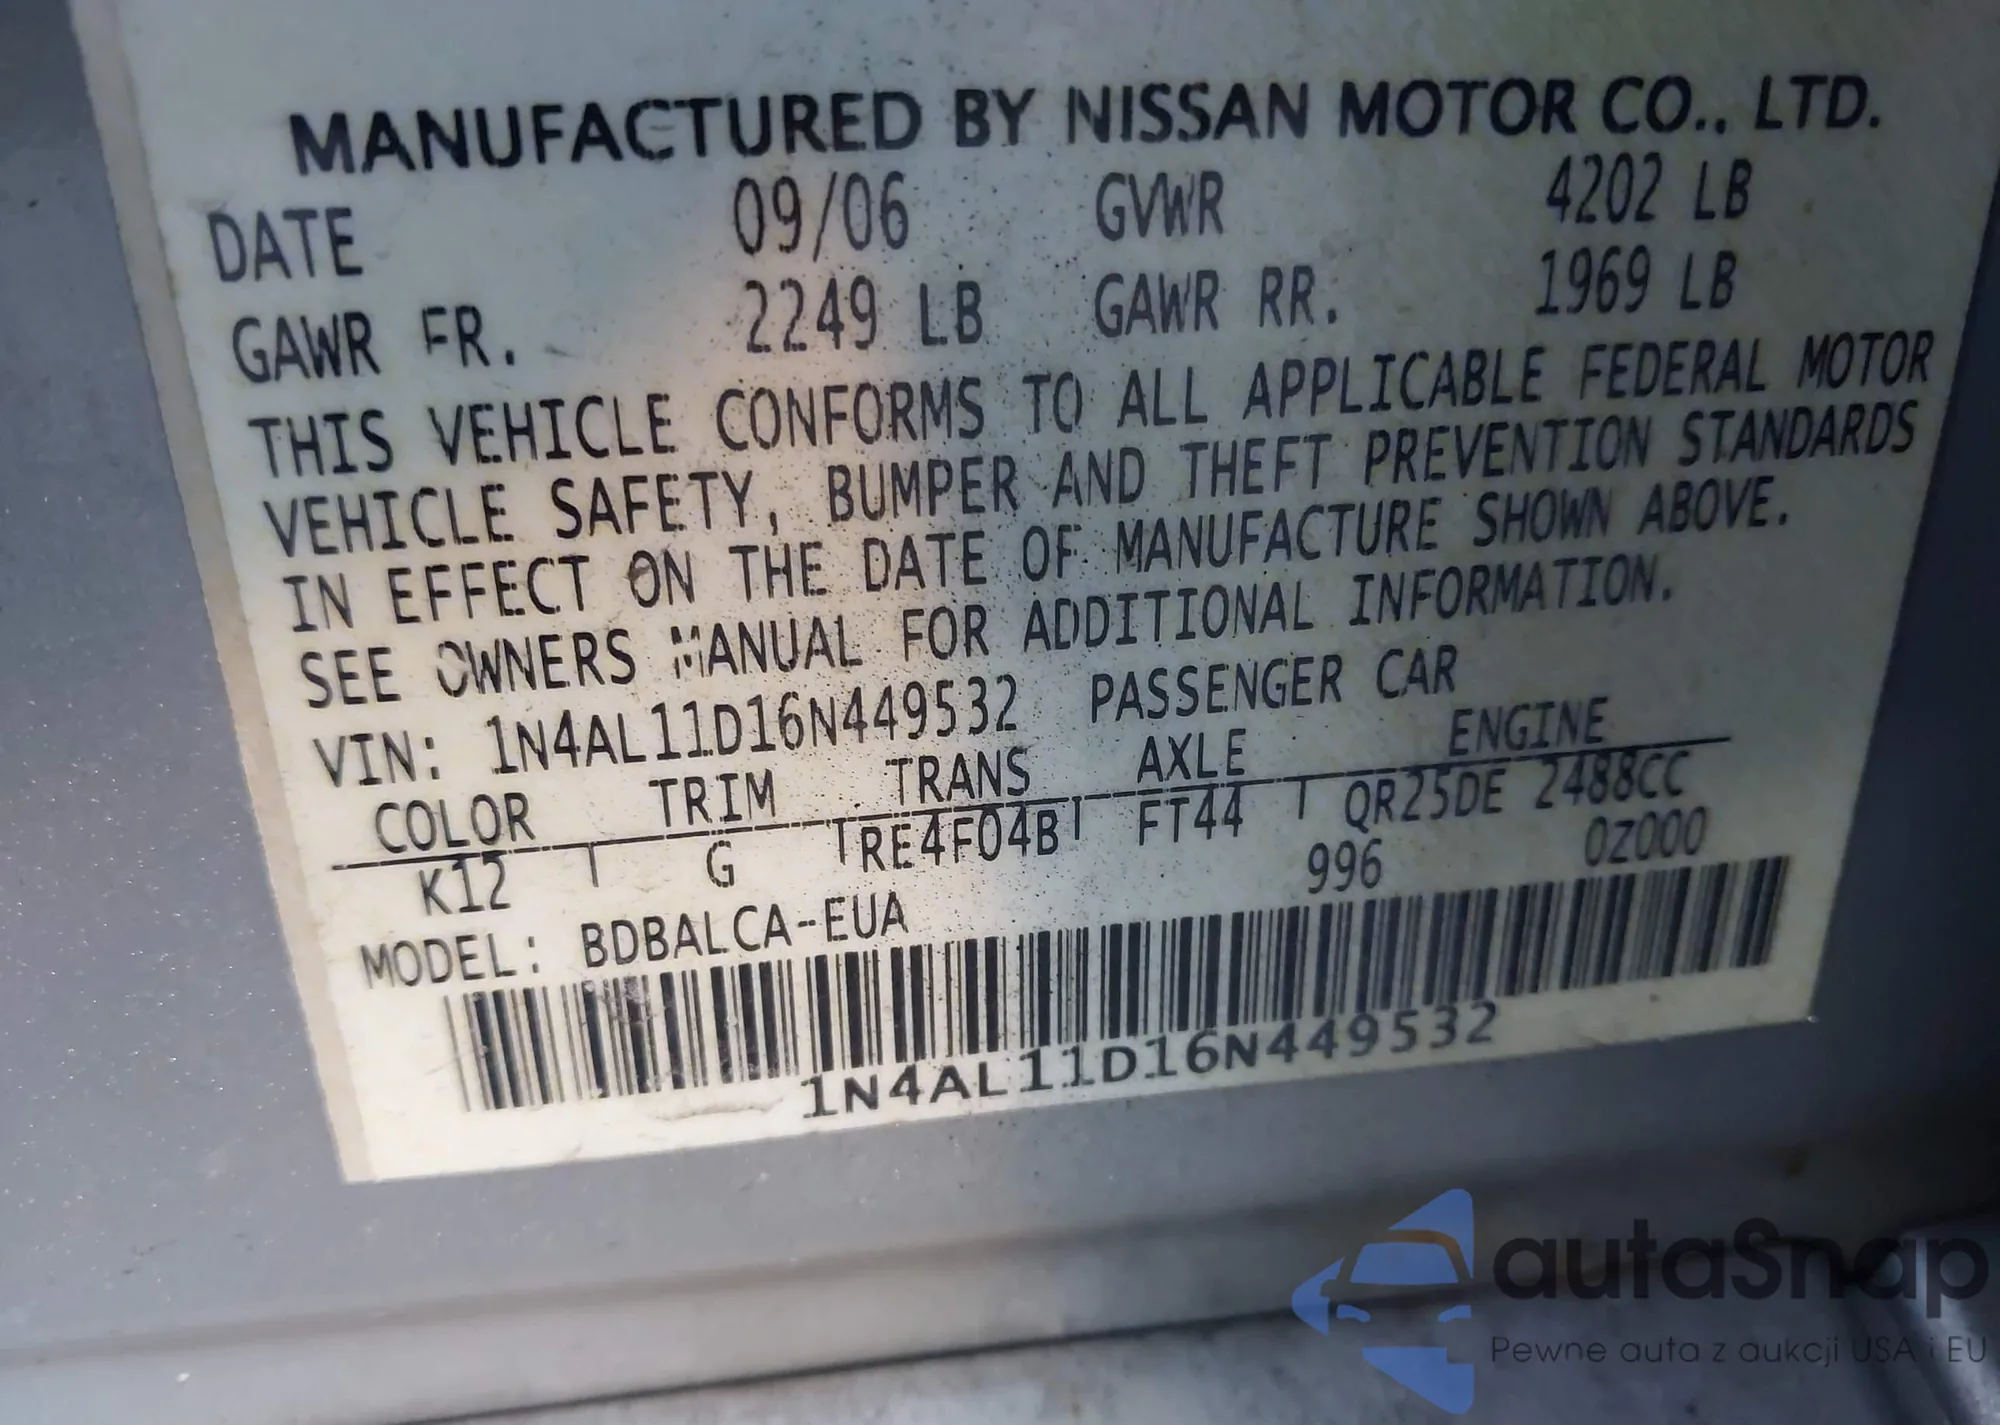 MANUFACTURED BY NISSAN MOTOR CO., LTD.
DATE 09/06 GVWR 4202 LB
GAWR FR. 2249 LB GAWR RR. 1969 LB
THIS VEHICLE CONFORMS TO ALL APPLICABLE FEDERAL MOTOR
VEHICLE SAFETY, BUMPER AND THEFT PREVENTION STANDARDS
IN EFFECT ON THE DATE OF MANUFACTURE SHOWN ABOVE.
SEE OWNERS MANUAL FOR ADDITIONAL INFORMATION.
VIN: 1N4AL11D16N449532 PASSENGER CAR
COLOR TRIM TRANS AXLE ENGINE
K12 G RE4F04B FT44 QR25DE 2488CC
996 0Z000
MODEL: BDBALCA-EUA
1N4AL11D16N449532
autaSnap
Pewne auta z aukcji USA i EU